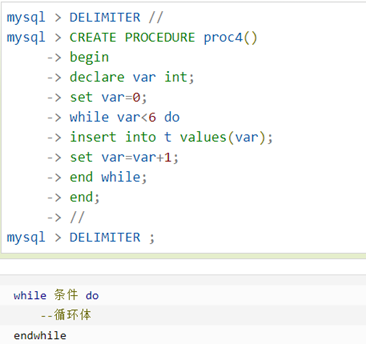 mysql > DELIMITER //
mysql > CREATE PROCEDURE proc4()
-> begin
-> declare var int;
-> set var=0;
-> while var<6 do
-> insert into t values(var);
-> set var=var+1;
-> end while;
-> end;
-> //
mysql > DELIMITER ;
while 条件 do
--循环体
endwhile